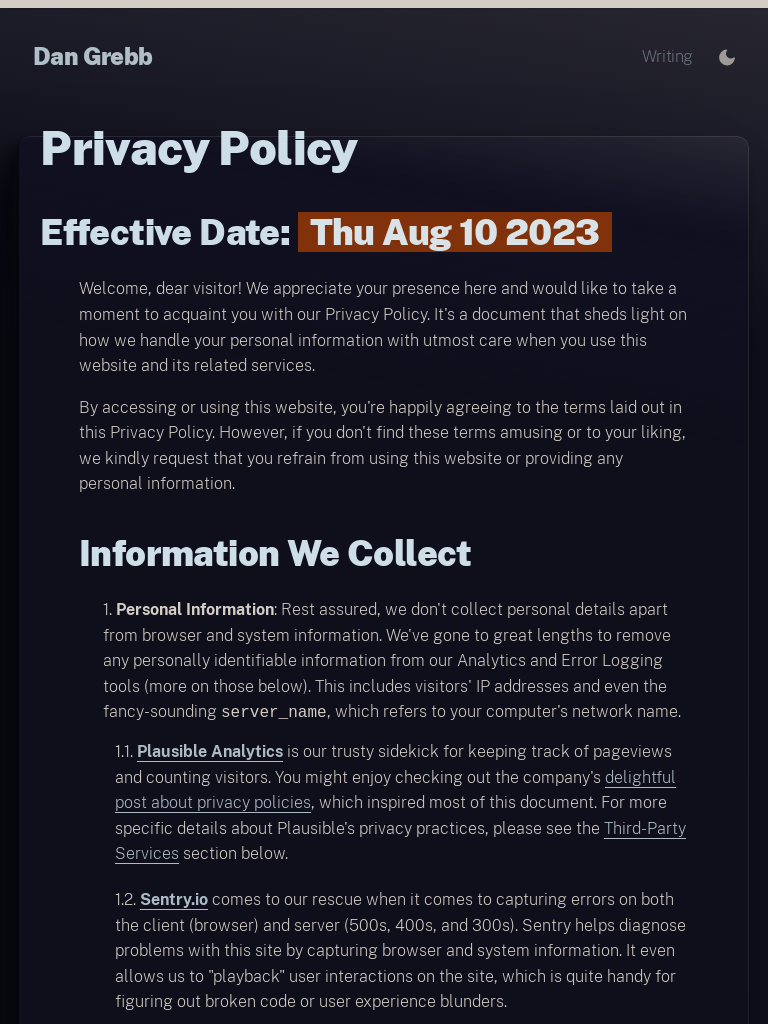 Dan Grebb
Writing
Privacy Policy
Effective Date: Thu Aug 10 2023
Welcome, dear visitor! We appreciate your presence here and would like to take a
moment to acquaint you with our Privacy Policy. It's a document that sheds light on
how we handle your personal information with utmost care when you use this
website and its related services.
By accessing or using this website, you're happily agreeing to the terms laid out in
this Privacy Policy. However, if you don't find these terms amusing or to your liking,
we kindly request that you refrain from using this website or providing any
personal information.
Information We Collect
1. Personal Information: Rest assured, we don't collect personal details apart
from browser and system information. We've gone to great lengths to remove
any personally identifiable information from our Analytics and Error Logging
tools (more on those below). This includes visitors' IP addresses and even the
fancy-sounding server_name, which refers to your computer's network name.
1.1. Plausible Analytics is our trusty sidekick for keeping track of pageviews
and counting visitors. You might enjoy checking out the company's delightful
post about privacy policies, which inspired most of this document. For more
specific details about Plausible's privacy practices, please see the Third-Party
Services section below.
1.2. Sentry.io comes to our rescue when it comes to capturing errors on both
the client (browser) and server (500s, 400s, and 300s). Sentry helps diagnose
problems with this site by capturing browser and system information. It even
allows us to "playback" user interactions on the site, which is quite handy for
figuring out broken code or user experience blunders.